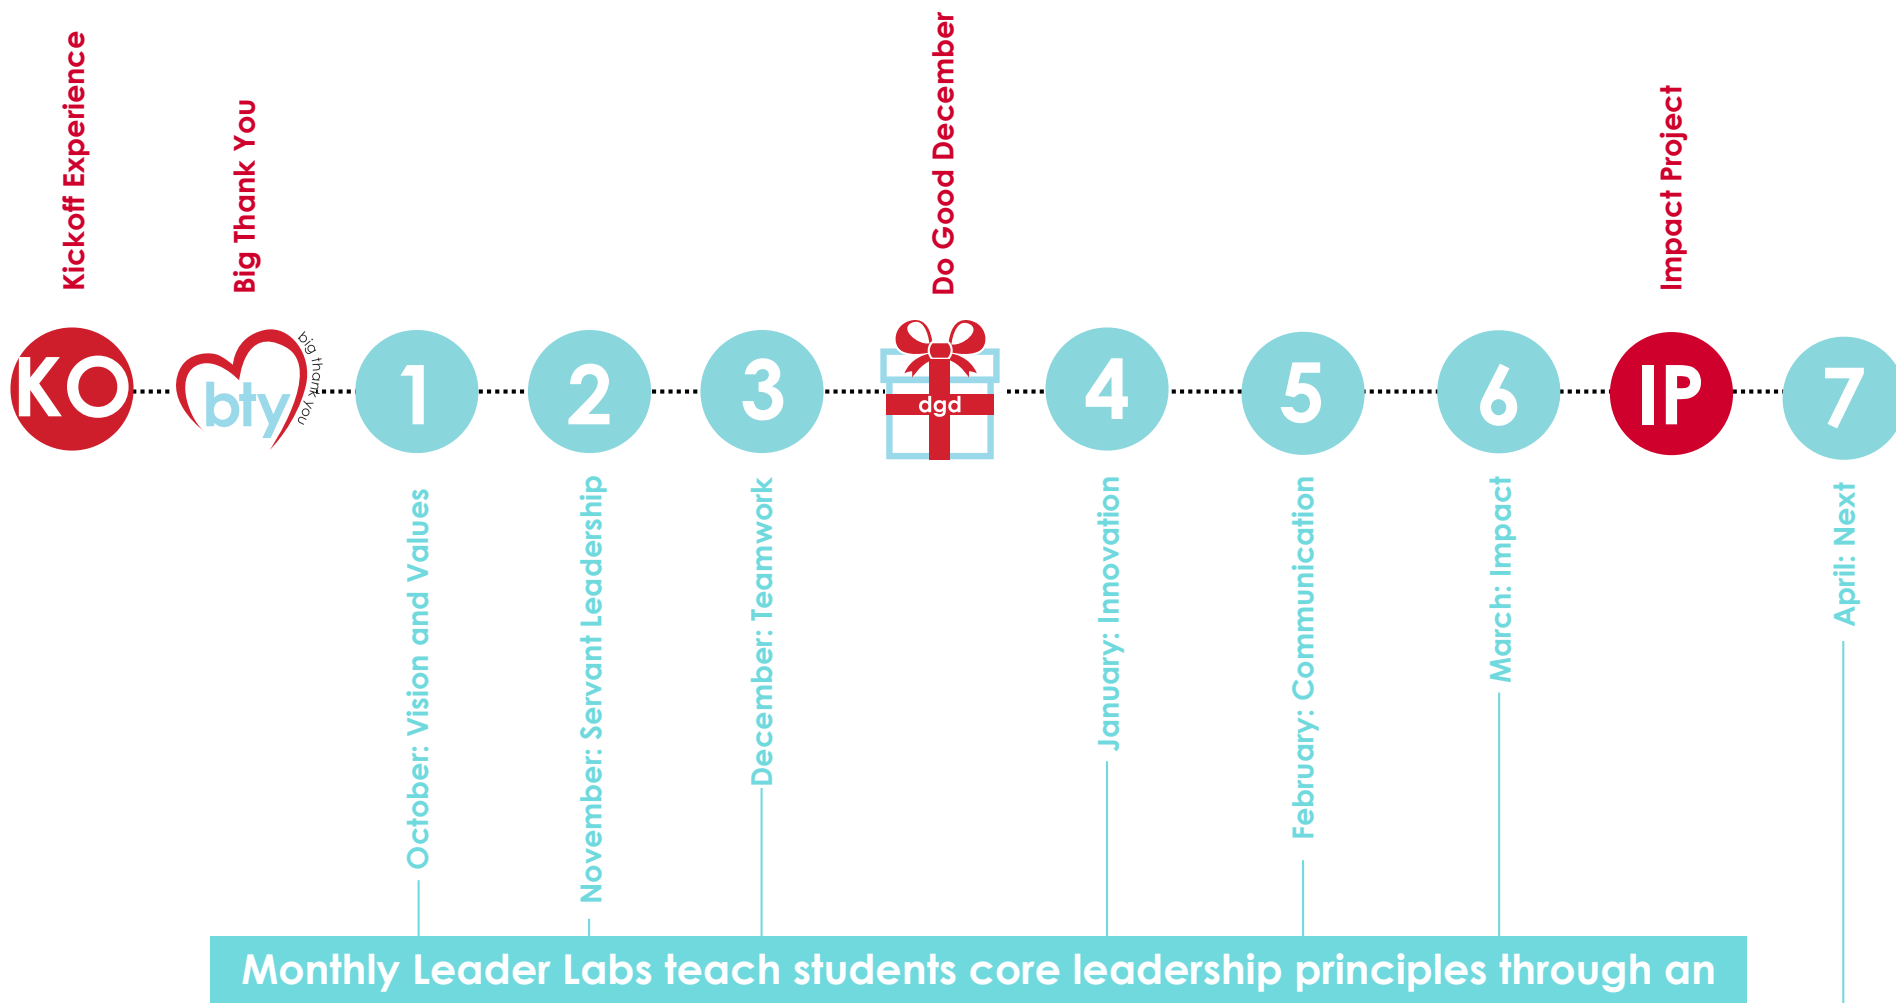 Kickoff Experience
Big Thank You
Do Good December
Impact Project
KO
bty
big thank you
1
2
3
dgd
4
5
6
IP
7
October: Vision and Values
November: Servant Leadership
December: Teamwork
January: Innovation
February: Communication
March: Impact
April: Next
Monthly Leader Labs teach students core leadership principles through an